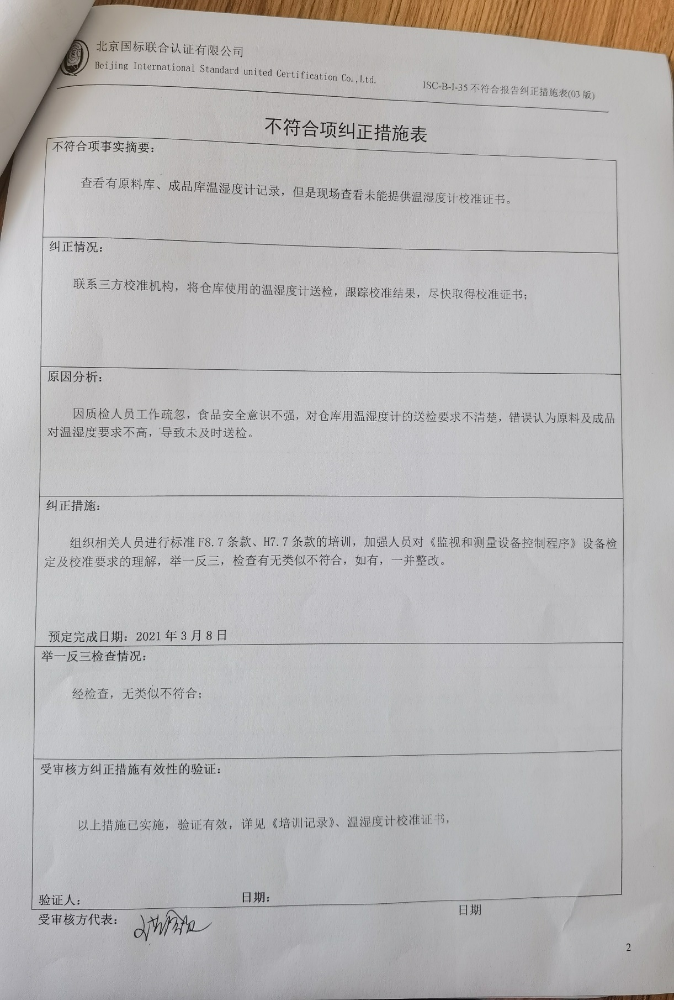 北京国标联合认证有限公司
Beijing International Standard united Certification Co.,Ltd.
ISC-B-I-35 不符合报告纠正措施表(03 版)
不符合项纠正措施表
不符合项事实摘要:
查看有原料库、成品库温湿度计记录，但是现场查看未能提供温湿度计校准证书。
纠正情况:
联系三方校准机构，将仓库使用的温湿度计送检，跟踪校准结果，尽快取得校准证书；
原因分析:
因质检人员工作疏忽，食品安全意识不强，对仓库用温湿度计的送检要求不清楚，错误认为原料及成品
对温湿度要求不高，导致未及时送检。
纠正措施:
组织相关人员进行标准 F8.7 条款、H7.7 条款的培训，加强人员对《监视和测量设备控制程序》设备检
定及校准要求的理解，举一反三，检查有无类似不符合，如有，一并整改。
预定完成日期: 2021 年 3 月 8 日
举一反三检查情况:
经检查，无类似不符合；
受审核方纠正措施有效性的验证:
以上措施已实施，验证有效，详见《培训记录》、温湿度计校准证书，
验证人: 日期:
受审核方代表: 日期
2